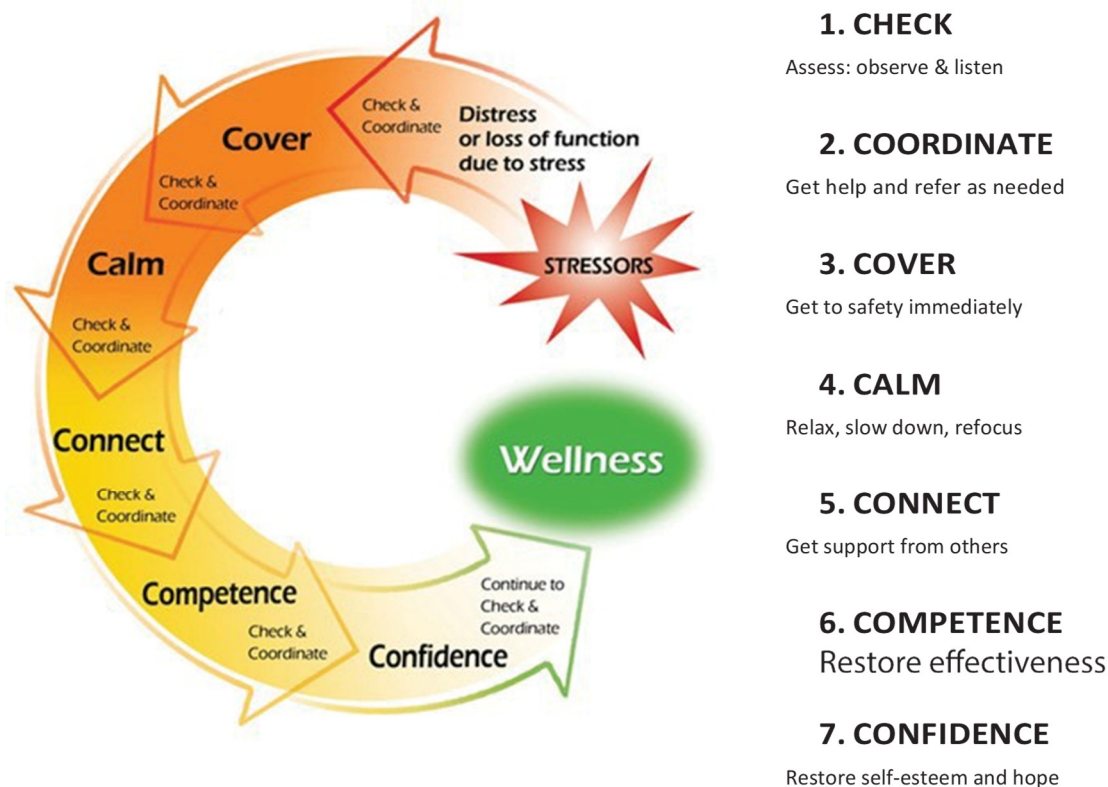 STRESSORS
Distress
or loss of function
due to stress
Check &
Coordinate
Cover
Check &
Coordinate
Calm
Check &
Coordinate
Connect
Check &
Coordinate
Competence
Check &
Coordinate
Confidence
Continue to
Check &
Coordinate
Wellness
1. CHECK
Assess: observe & listen
2. COORDINATE
Get help and refer as needed
3. COVER
Get to safety immediately
4. CALM
Relax, slow down, refocus
5. CONNECT
Get support from others
6. COMPETENCE
Restore effectiveness
7. CONFIDENCE
Restore self-esteem and hope